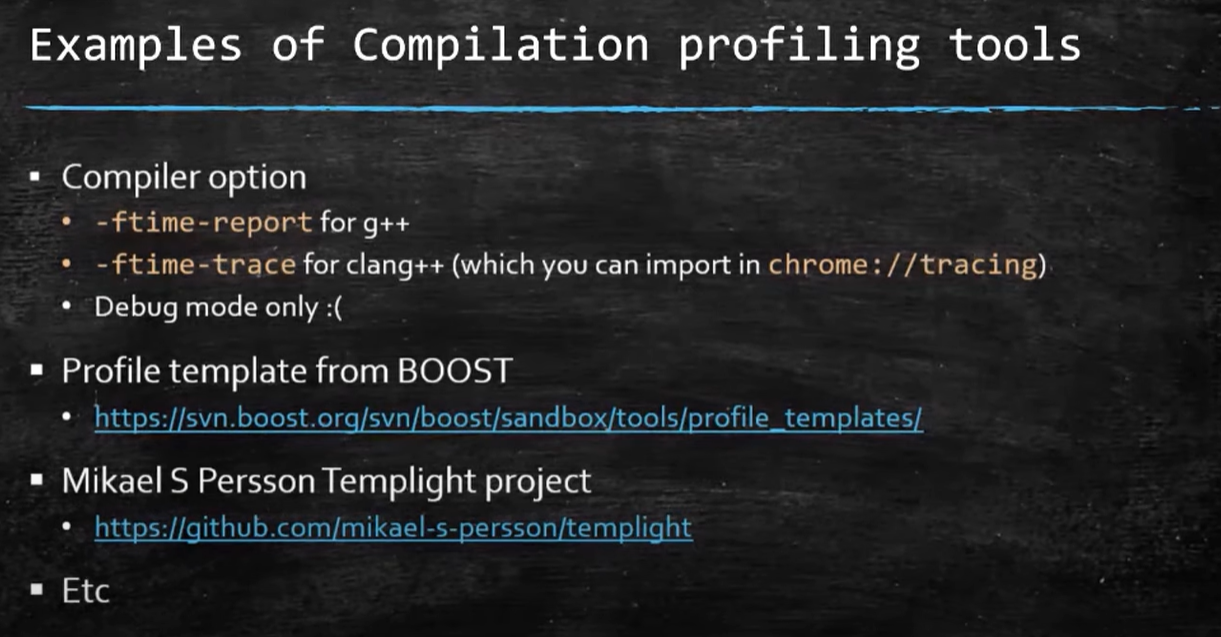 Examples of Compilation profiling tools
▪ Compiler option
• -ftime-report for g++
• -ftime-trace for clang++ (which you can import in chrome://tracing)
• Debug mode only :(
▪ Profile template from BOOST
• https://svn.boost.org/svn/boost/sandbox/tools/profile_templates/
▪ Mikael S Persson Templight project
• https://github.com/mikael-s-persson/templight
▪ Etc